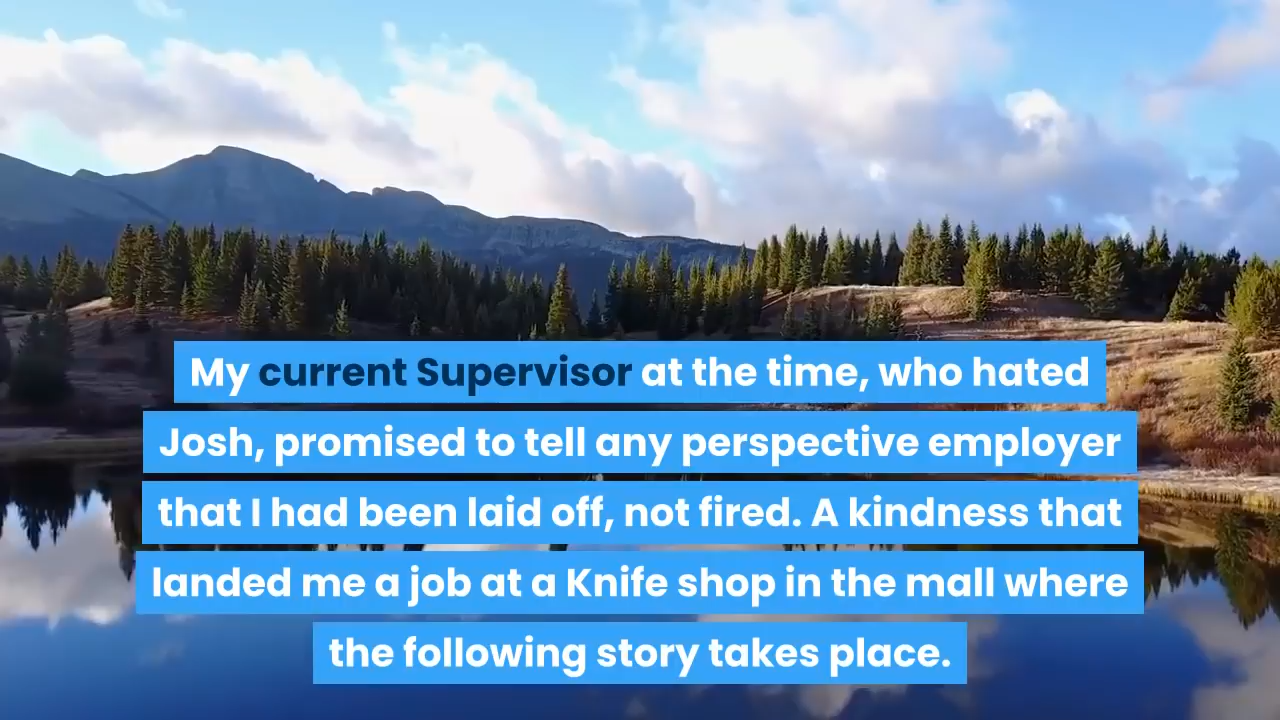 My current Supervisor at the time, who hated
Josh, promised to tell any perspective employer
that I had been laid off, not fired. A kindness that
landed me a job at a Knife shop in the mall where
the following story takes place.